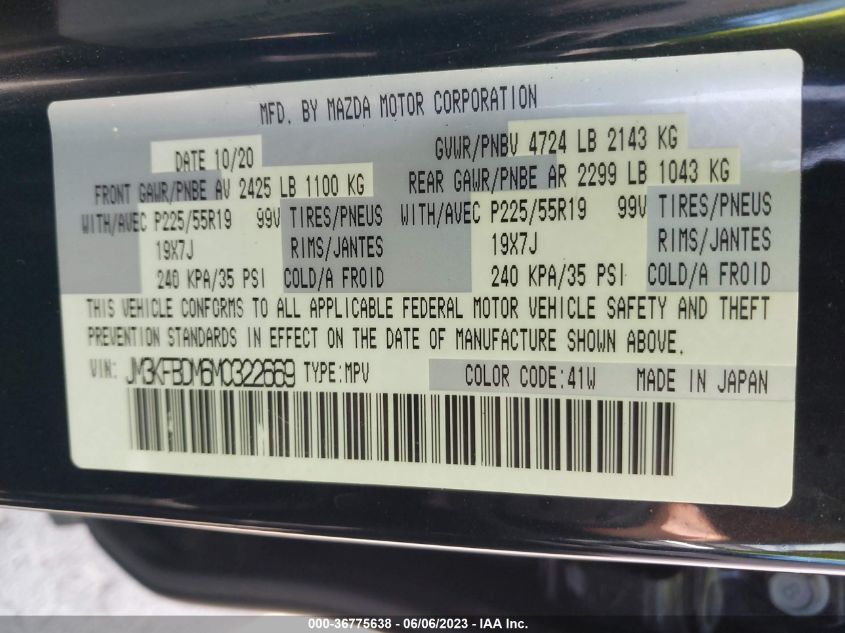 MFD. BY MAZDA MOTOR CORPORATION
DATE 10/20 GVWR/PNBV 4724 LB 2143 KG
FRONT GAWR/PNBE AV 2425 LB 1100 KG REAR GAWR/PNBE AR 2299 LB 1043 KG
WITH/AVEC P225/55R19 99V TIRES/PNEUS WITH/AVEC P225/55R19 99V TIRES/PNEUS
19X7J RIMS/JANTES 19X7J RIMS/JANTES
240 KPA/35 PSI COLD/A FROID 240 KPA/35 PSI COLD/A FROID
THIS VEHICLE CONFORMS TO ALL APPLICABLE FEDERAL MOTOR VEHICLE SAFETY AND THEFT
PREVENTION STANDARDS IN EFFECT ON THE DATE OF MANUFACTURE SHOWN ABOVE.
VIN: JM3KFBDM6M0322669 TYPE:MPV COLOR CODE:41W MADE IN JAPAN
000-36775638 - 06/06/2023 - IAA Inc.